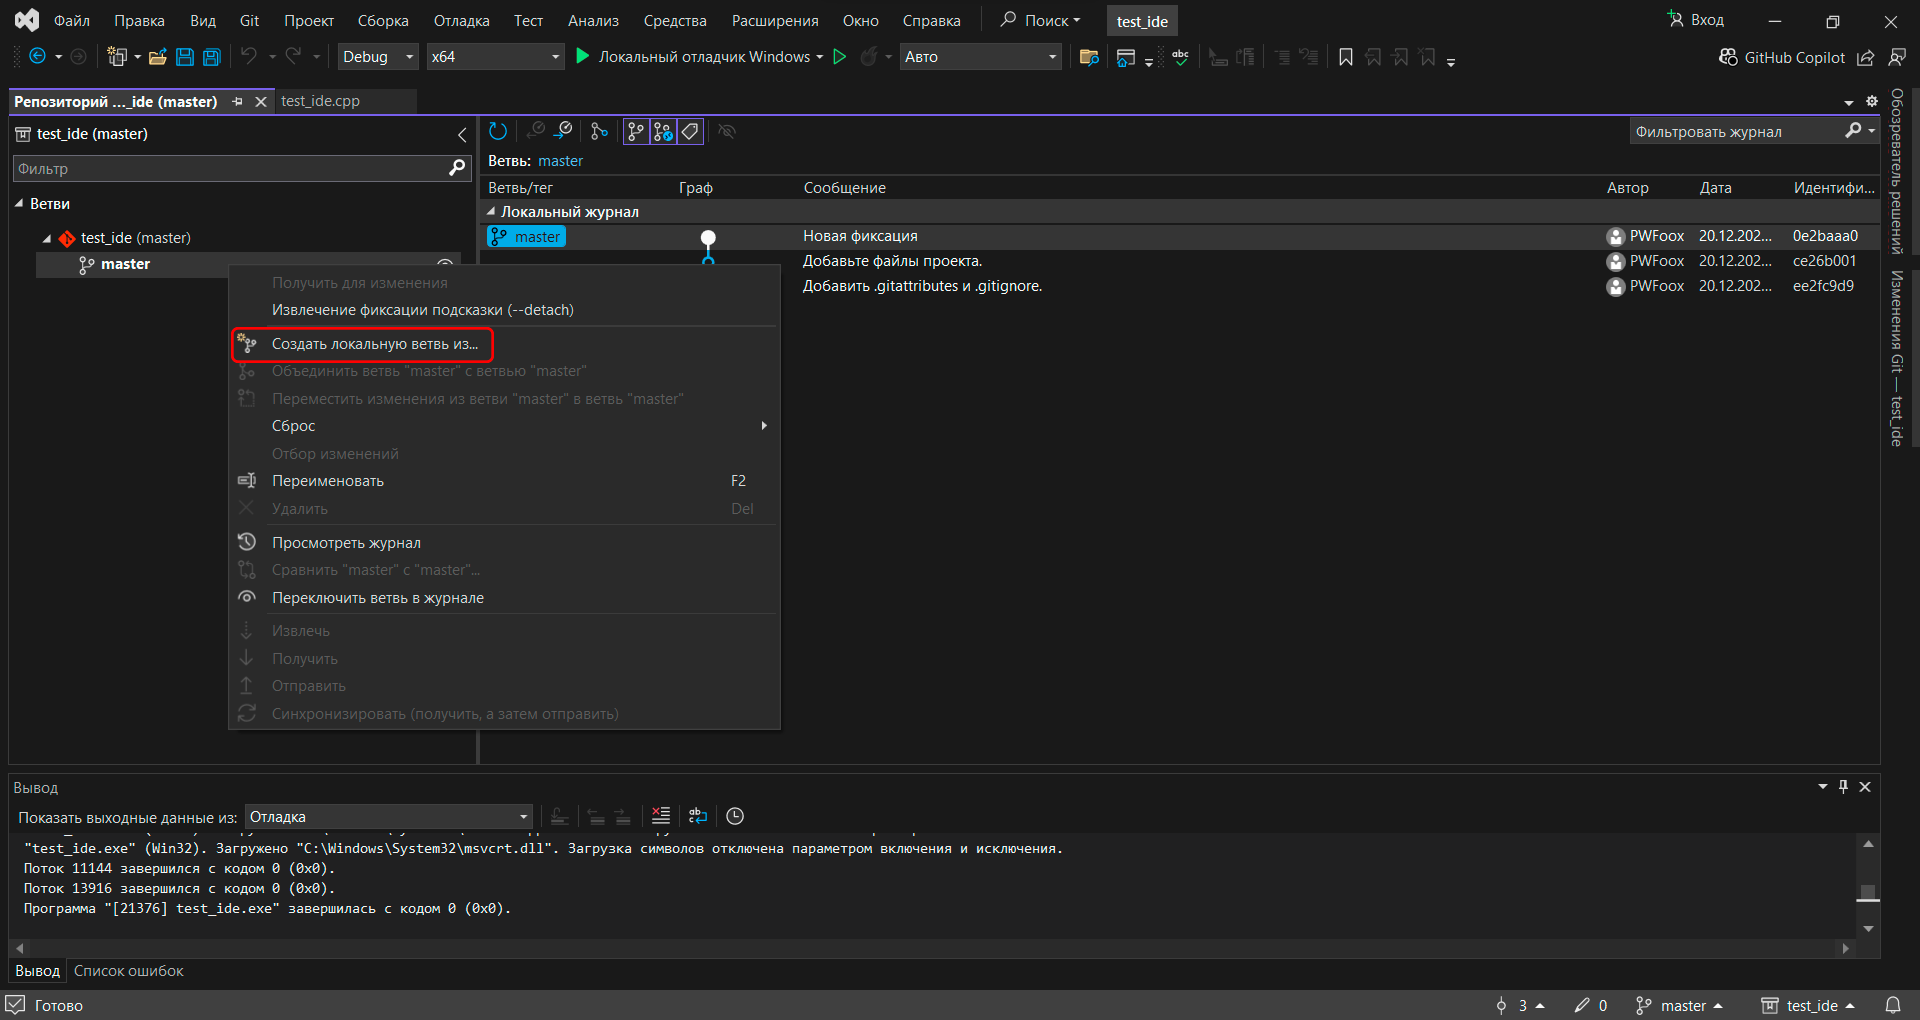 Файл Правка Вид Git Проект Сборка Отладка Тест Анализ Средства Расширения Окно Справка Поиск test_ide Вход
Debug x64 Локальный отладчик Windows Авто abc GitHub Copilot
Репозиторий ..._ide (master) test_ide.cpp
test_ide (master)
Фильтр
Ветви
test_ide (master)
master
Фильтровать журнал
Ветвь: master
Ветвь/тег Граф Сообщение Автор Дата Идентифи...
Локальный журнал
master Новая фиксация PWFoox 20.12.202... 0e2baaa0
Добавьте файлы проекта. PWFoox 20.12.202... ce26b001
Добавить .gitattributes и .gitignore. PWFoox 20.12.202... ee2fc9d9
Получить для изменения
Извлечение фиксации подсказки (--detach)
Создать локальную ветвь из...
Объединить ветвь "master" с ветвью "master"
Переместить изменения из ветви "master" в ветвь "master"
Сброс
Отбор изменений
Переименовать F2
Удалить Del
Просмотреть журнал
Сравнить "master" с "master"...
Переключить ветвь в журнале
Извлечь
Получить
Отправить
Синхронизировать (получить, а затем отправить)
Обозреватель решений
Изменения Git — test_ide
Вывод
Показать выходные данные из: Отладка
"test_ide.exe" (Win32). Загружено "C:\Windows\System32\msvcrt.dll". Загрузка символов отключена параметром включения и исключения.
Поток 11144 завершился с кодом 0 (0x0).
Поток 13916 завершился с кодом 0 (0x0).
Программа "[21376] test_ide.exe" завершилась с кодом 0 (0x0).
Вывод Список ошибок
Готово 3 0 master test_ide